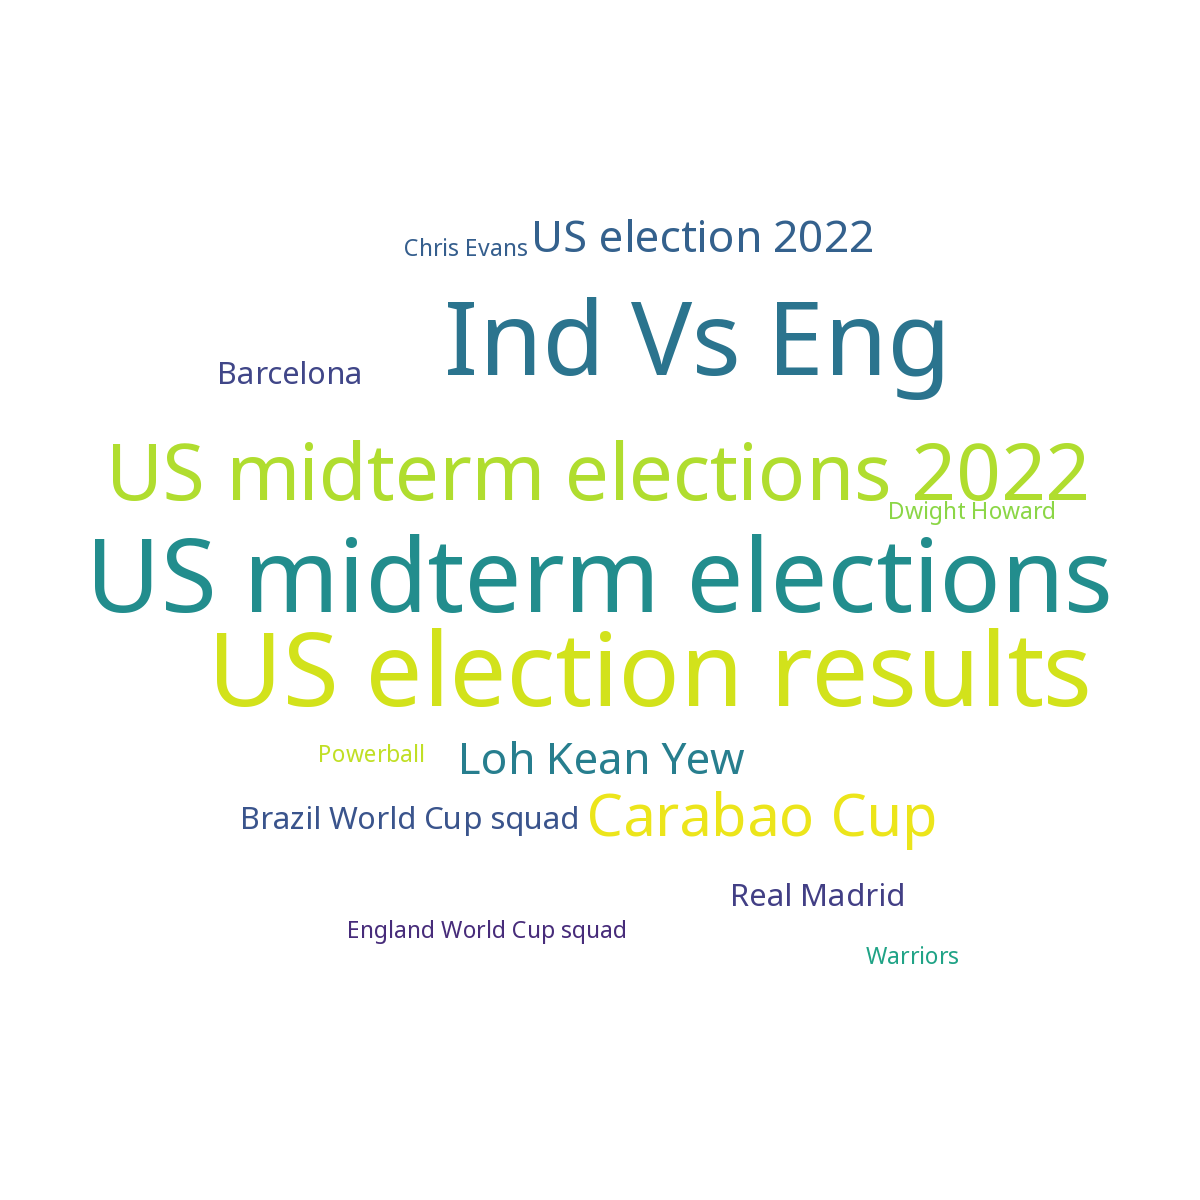 Chris Evans
US election 2022
Ind Vs Eng
Barcelona
US midterm elections 2022
Dwight Howard
US midterm elections
US election results
Powerball
Loh Kean Yew
Brazil World Cup squad
Carabao Cup
Real Madrid
England World Cup squad
Warriors